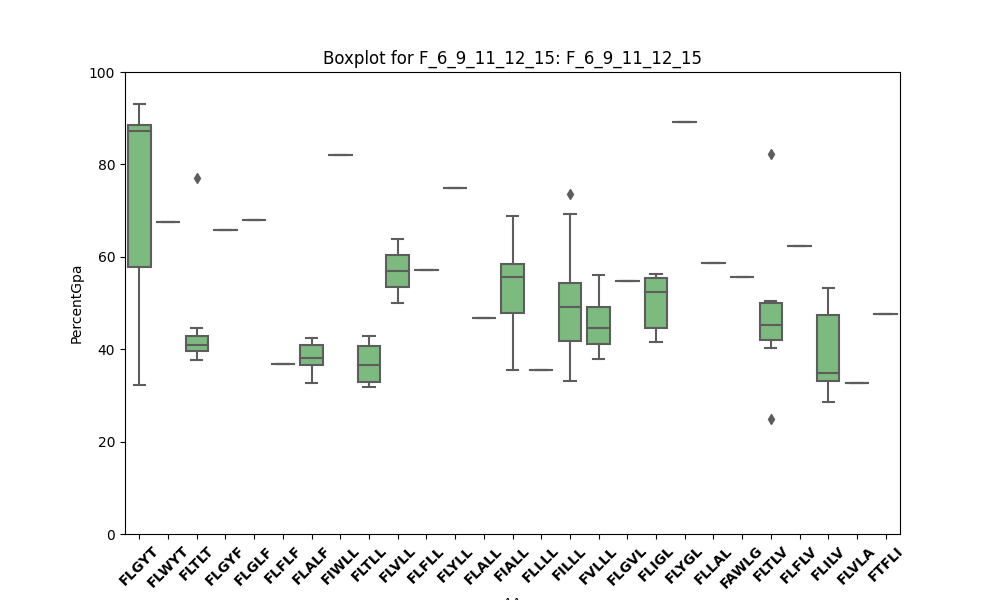 Boxplot for F_6_9_11_12_15: F_6_9_11_12_15
100
80
60
40
20
0
PercentGpa
FLGYT FLWYT FLTLT FLGYF FLGLF FLFLF FLALF FIWLL FLTLL FLVLL FLFLL FLYLL FLALL FIALL FLLLL FILLL FVLLL FLGVL FLIGL FLYGL FLLAL FAWLG FLTLV FLFLV FLILV FLVLA FTFLI